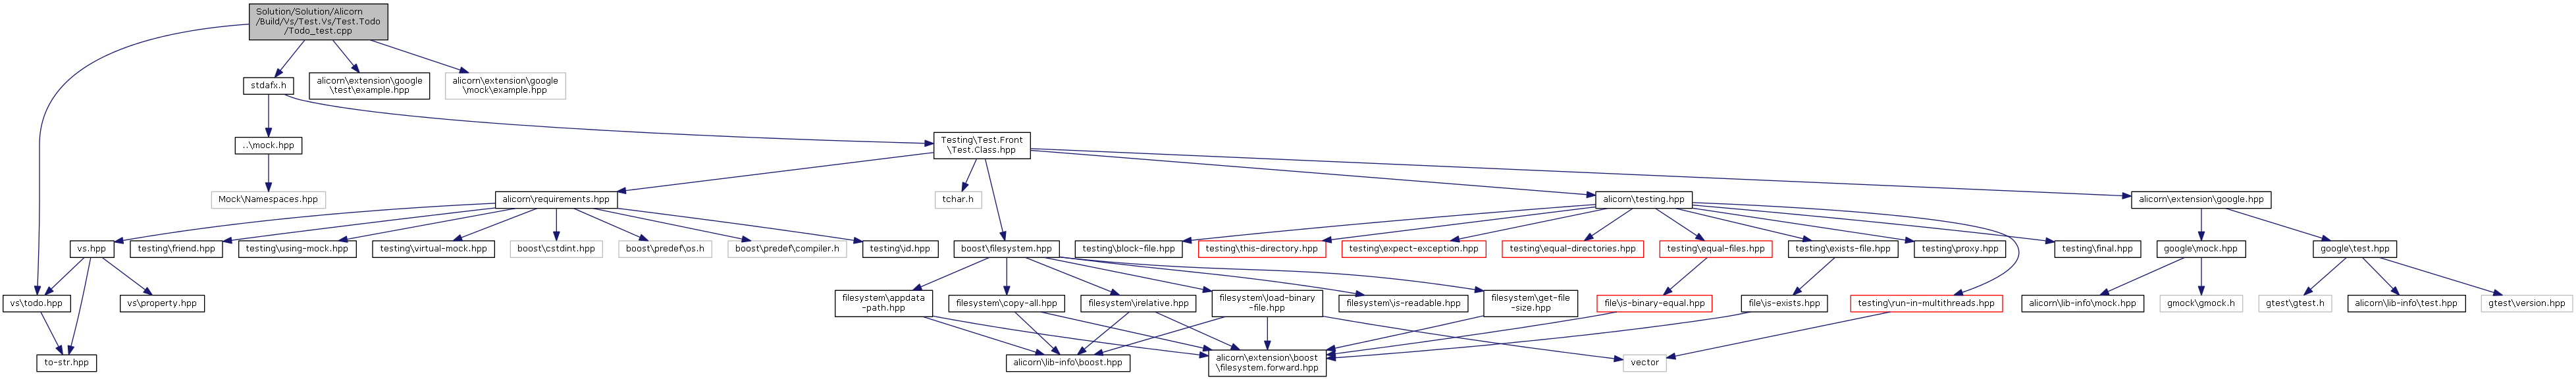 Solution/Solution/Alicorn
/Build/Vs/Test.Vs/Test.Todo
/Todo_test.cpp
stdafx.h
alicorn\extension\google
\test\example.hpp
alicorn\extension\google
\mock\example.hpp
..\mock.hpp
Testing\Test.Front
\Test.Class.hpp
Mock\Namespaces.hpp
alicorn\requirements.hpp
tchar.h
alicorn\testing.hpp
alicorn\extension\google.hpp
vs.hpp
testing\friend.hpp
testing\using-mock.hpp
testing\virtual-mock.hpp
boost\cstdint.hpp
boost\predef\os.h
boost\predef\compiler.h
testing\id.hpp
boost\filesystem.hpp
testing\block-file.hpp
testing\this-directory.hpp
testing\expect-exception.hpp
testing\equal-directories.hpp
testing\equal-files.hpp
testing\exists-file.hpp
testing\proxy.hpp
testing\final.hpp
google\mock.hpp
google\test.hpp
vs\todo.hpp
vs\property.hpp
filesystem\appdata
-path.hpp
filesystem\copy-all.hpp
filesystem\irelative.hpp
filesystem\load-binary
-file.hpp
filesystem\is-readable.hpp
filesystem\get-file
-size.hpp
file\is-binary-equal.hpp
file\is-exists.hpp
testing\run-in-multithreads.hpp
alicorn\lib-info\mock.hpp
gmock\gmock.h
gtest\gtest.h
alicorn\lib-info\test.hpp
gtest\version.hpp
to-str.hpp
alicorn\lib-info\boost.hpp
alicorn\extension\boost
\filesystem.forward.hpp
vector